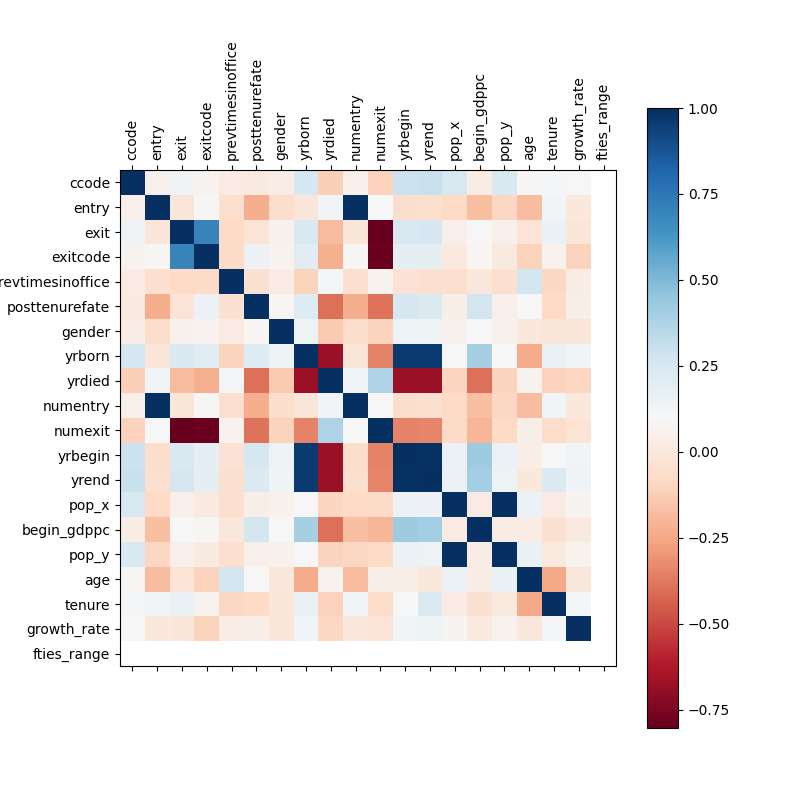 ccode
entry
exit
exitcode
prevtimesinoffice
posttenurefate
gender
yrborn
yrdied
numentry
numexit
yrbegin
yrend
pop_x
begin_gdppc
pop_y
age
tenure
growth_rate
fties_range
ccode
entry
exit
exitcode
revtimesinoffice
posttenurefate
gender
yrborn
yrdied
numentry
numexit
yrbegin
yrend
pop_x
begin_gdppc
pop_y
age
tenure
growth_rate
fties_range
1.00
0.75
0.50
0.25
0.00
−0.25
−0.50
−0.75